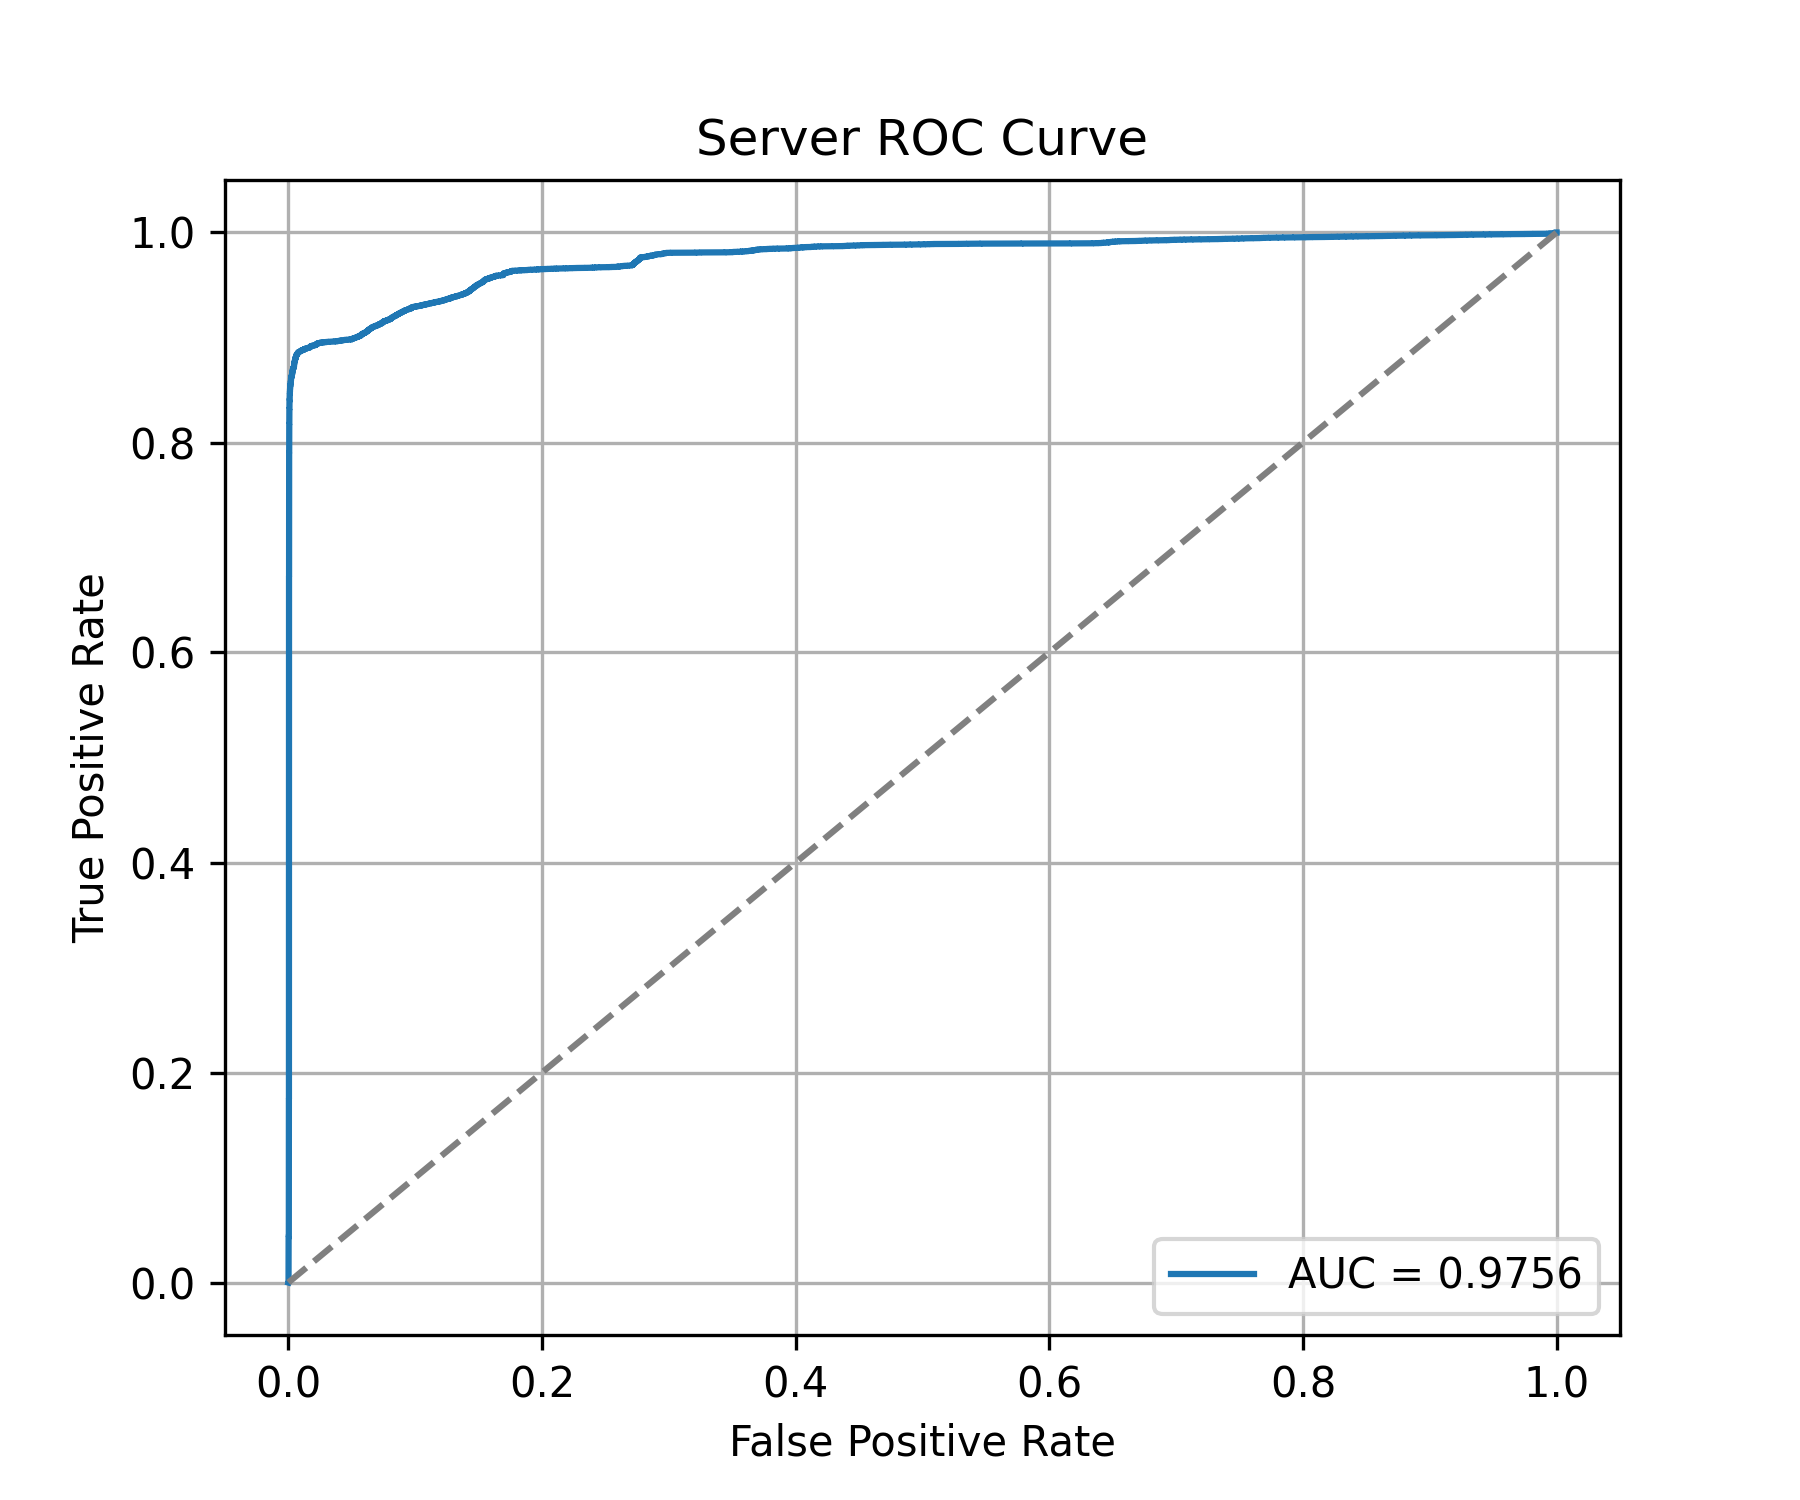 Server ROC Curve
1.0
0.8
0.6
0.4
0.2
0.0
True Positive Rate
AUC = 0.9756
0.0 0.2 0.4 0.6 0.8 1.0
False Positive Rate